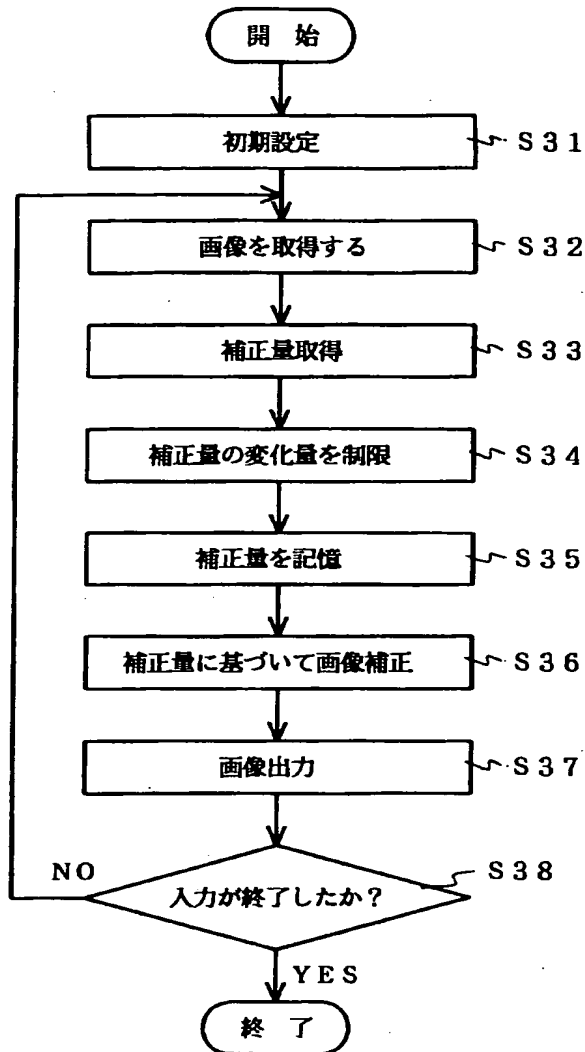 開 始
初期設定 S31
画像を取得する S32
補正量取得 S33
補正量の変化量を制限 S34
補正量を記憶 S35
補正量に基づいて画像補正 S36
画像出力 S37
NO
入力が終了したか? S38
YES
終 了